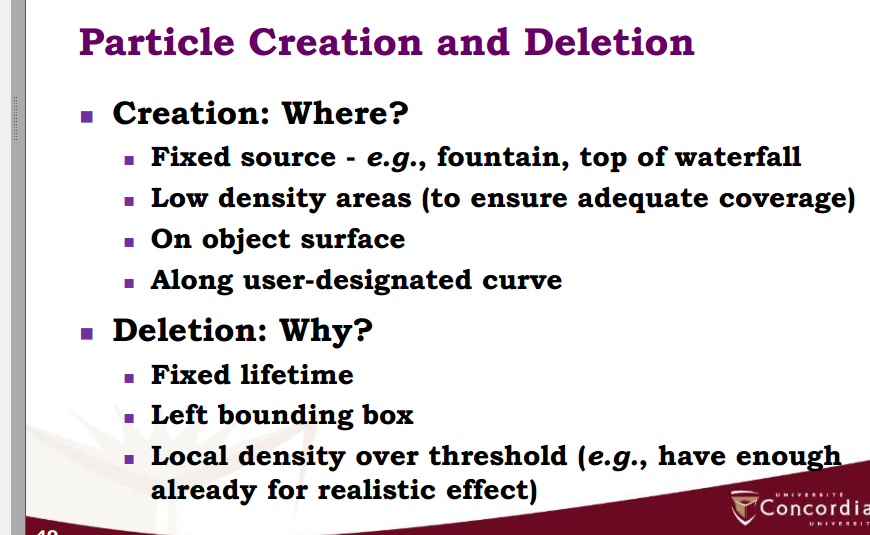 Particle Creation and Deletion
Creation: Where?
Fixed source - e.g., fountain, top of waterfall
Low density areas (to ensure adequate coverage)
On object surface
Along user-designated curve
Deletion: Why?
Fixed lifetime
Left bounding box
Local density over threshold (e.g., have enough
already for realistic effect)
UNIVERSITÉ
Concordia
UNIVERSIT